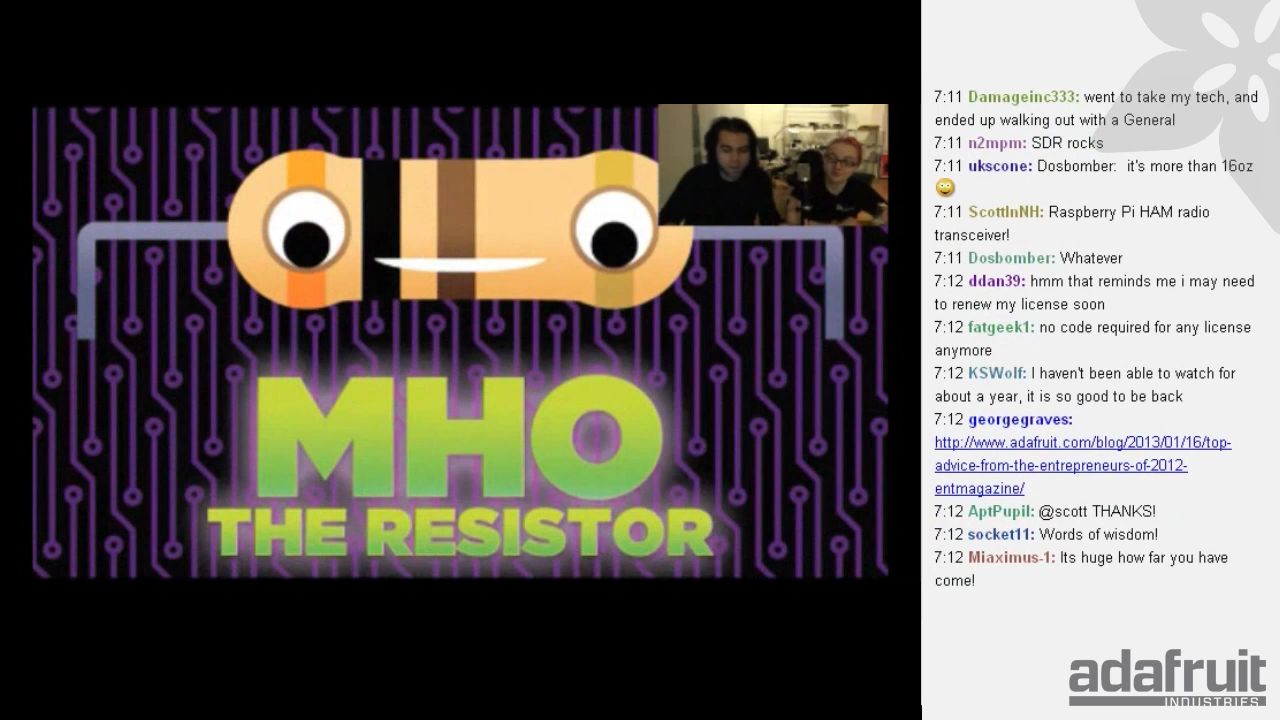 MHO
THE RESISTOR
7:11 Damageinc333: went to take my tech, and
ended up walking out with a General
7:11 n2mpm: SDR rocks
7:11 ukscone: Dosbomber: it's more than 16oz
7:11 ScottInNH: Raspberry Pi HAM radio
transceiver!
7:11 Dosbomber: Whatever
7:12 ddan39: hmm that reminds me i may need
to renew my license soon
7:12 fatgeek1: no code required for any license
anymore
7:12 KSWolf: I haven't been able to watch for
about a year, it is so good to be back
7:12 georgegraves:
http://www.adafruit.com/blog/2013/01/16/top-
advice-from-the-entrepreneurs-of-2012-
entmagazine/
7:12 AptPupil: @scott THANKS!
7:12 socket11: Words of wisdom!
7:12 Miaximus-1: Its huge how far you have
come!
adafruit
INDUSTRIES